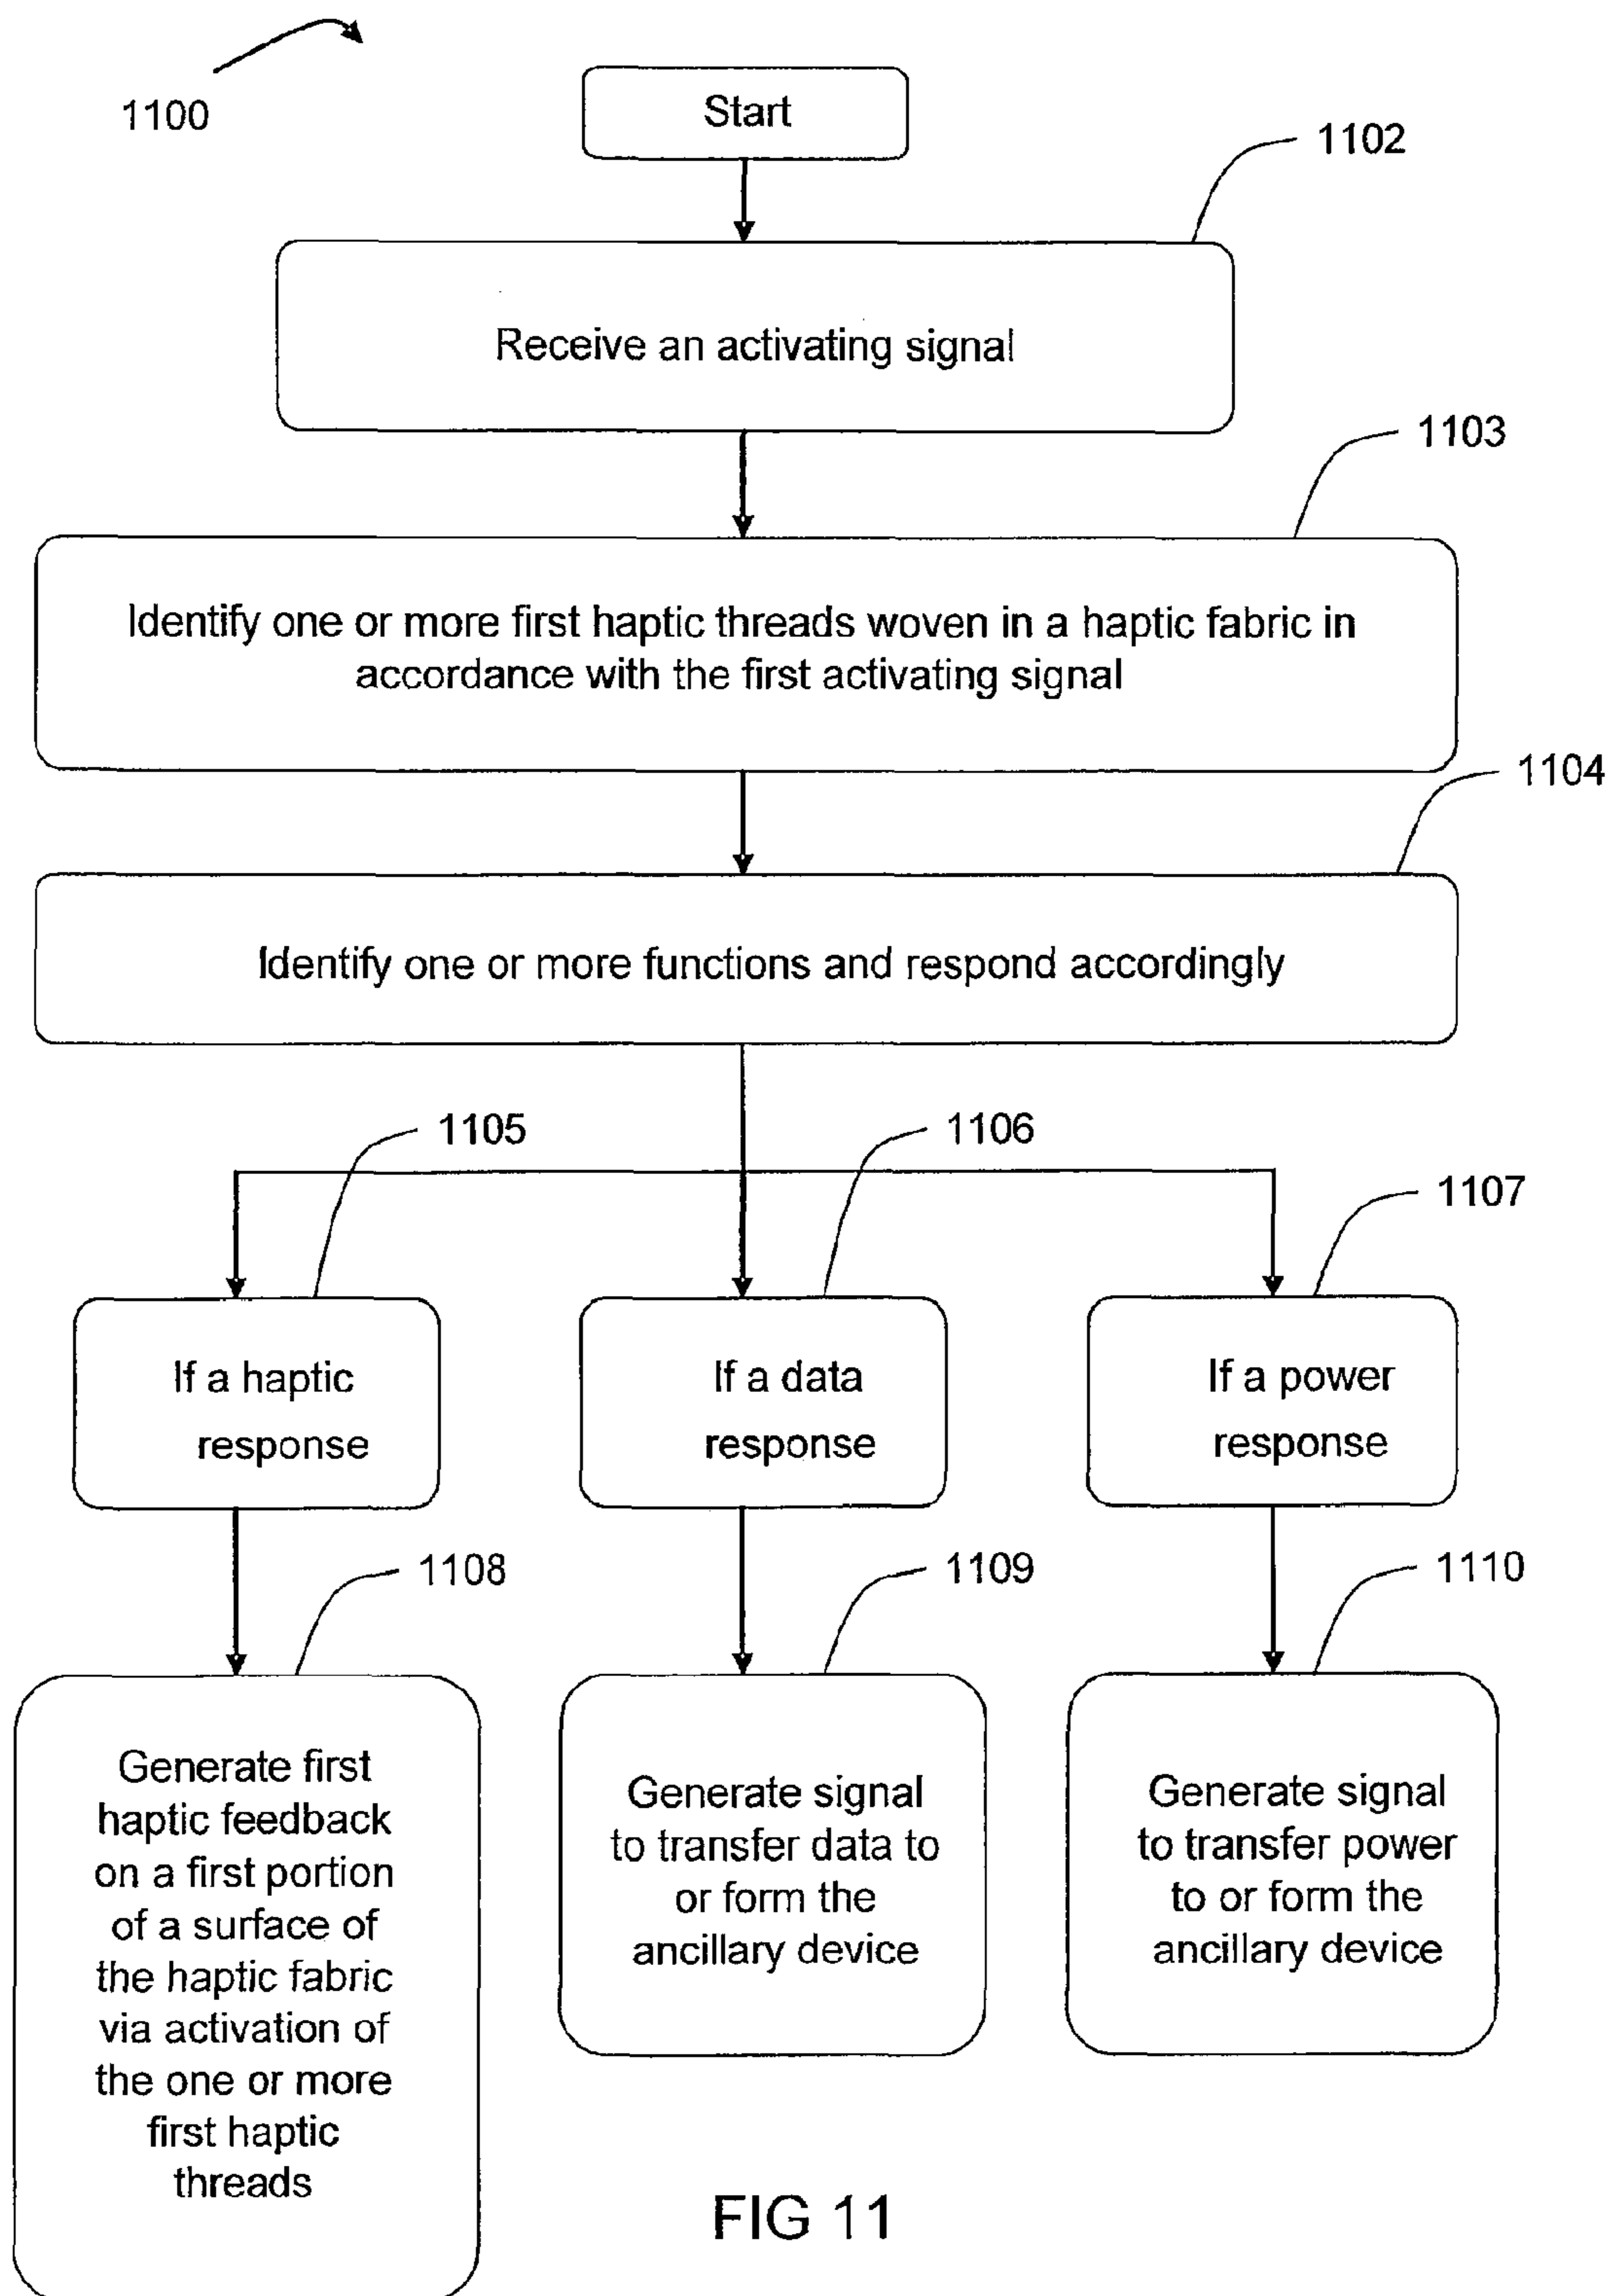 1100
Start
1102
Receive an activating signal
1103
Identify one or more first haptic threads woven in a haptic fabric in
accordance with the first activating signal
1104
Identify one or more functions and respond accordingly
1105
1106
1107
If a haptic
response
If a data
response
If a power
response
1108
1109
1110
Generate first
haptic feedback
on a first portion
of a surface of
the haptic fabric
via activation of
the one or more
first haptic
threads
Generate signal
to transfer data to
or form the
ancillary device
Generate signal
to transfer power
to or form the
ancillary device
FIG 11